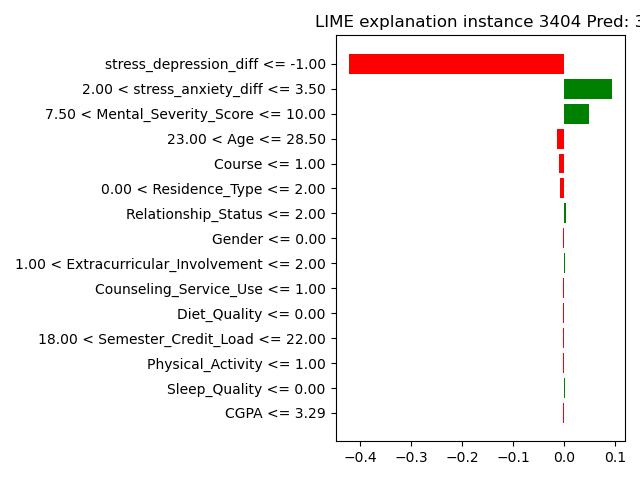 LIME explanation instance 3404 Pred: 3
stress_depression_diff <= -1.00
2.00 < stress_anxiety_diff <= 3.50
7.50 < Mental_Severity_Score <= 10.00
23.00 < Age <= 28.50
Course <= 1.00
0.00 < Residence_Type <= 2.00
Relationship_Status <= 2.00
Gender <= 0.00
1.00 < Extracurricular_Involvement <= 2.00
Counseling_Service_Use <= 1.00
Diet_Quality <= 0.00
18.00 < Semester_Credit_Load <= 22.00
Physical_Activity <= 1.00
Sleep_Quality <= 0.00
CGPA <= 3.29
−0.4 −0.3 −0.2 −0.1 0.0 0.1